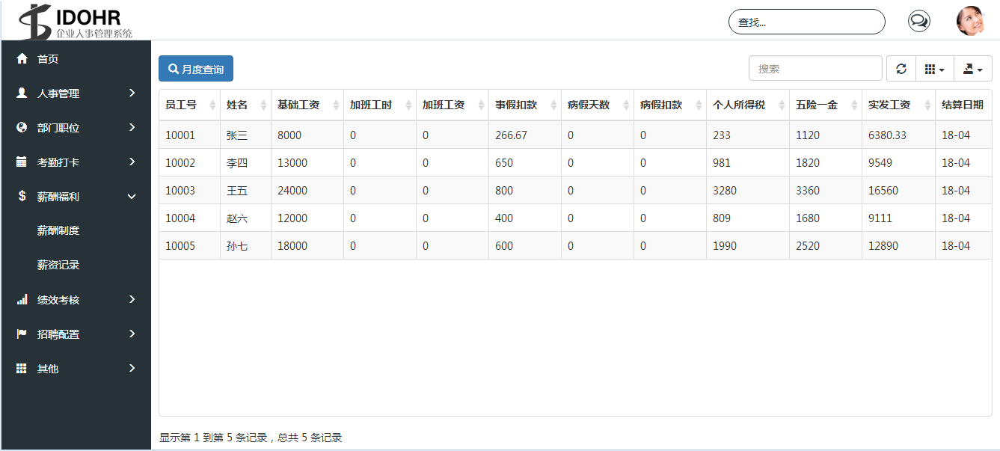 IDOHR
企业人事管理系统
查找...
首页
人事管理
部门职位
考勤打卡
薪酬福利
薪酬制度
薪资记录
绩效考核
招聘配置
其他
月度查询
搜索
员工号 姓名 基础工资 加班工时 加班工资 事假扣款 病假天数 病假扣款 个人所得税 五险一金 实发工资 结算日期
10001 张三 8000 0 0 266.67 0 0 233 1120 6380.33 18-04
10002 李四 13000 0 0 650 0 0 981 1820 9549 18-04
10003 王五 24000 0 0 800 0 0 3280 3360 16560 18-04
10004 赵六 12000 0 0 400 0 0 809 1680 9111 18-04
10005 孙七 18000 0 0 600 0 0 1990 2520 12890 18-04
显示第 1 到第 5 条记录，总共 5 条记录